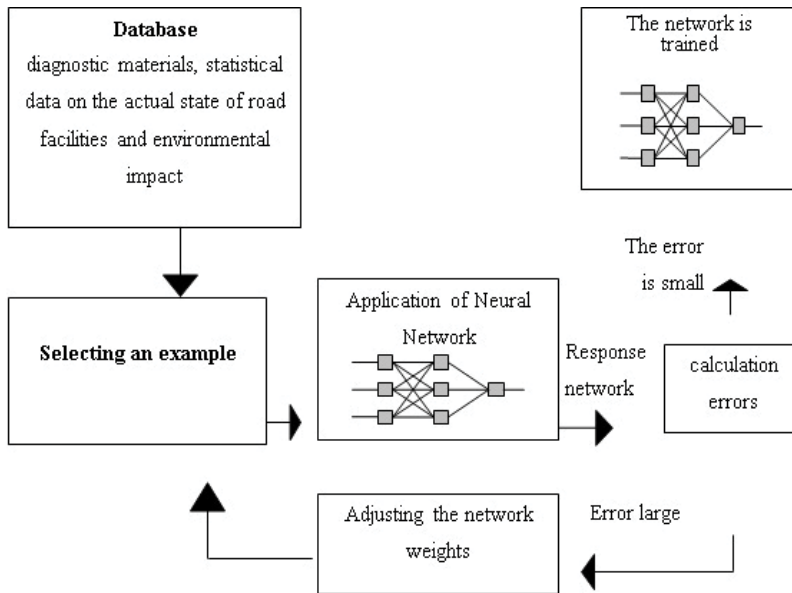 Database
diagnostic materials, statistical
data on the actual state of road
facilities and environmental
impact
The network is
trained
The error
is small
Selecting an example
Application of Neural
Network
Response
network
calculation
errors
Adjusting the network
weights
Error large